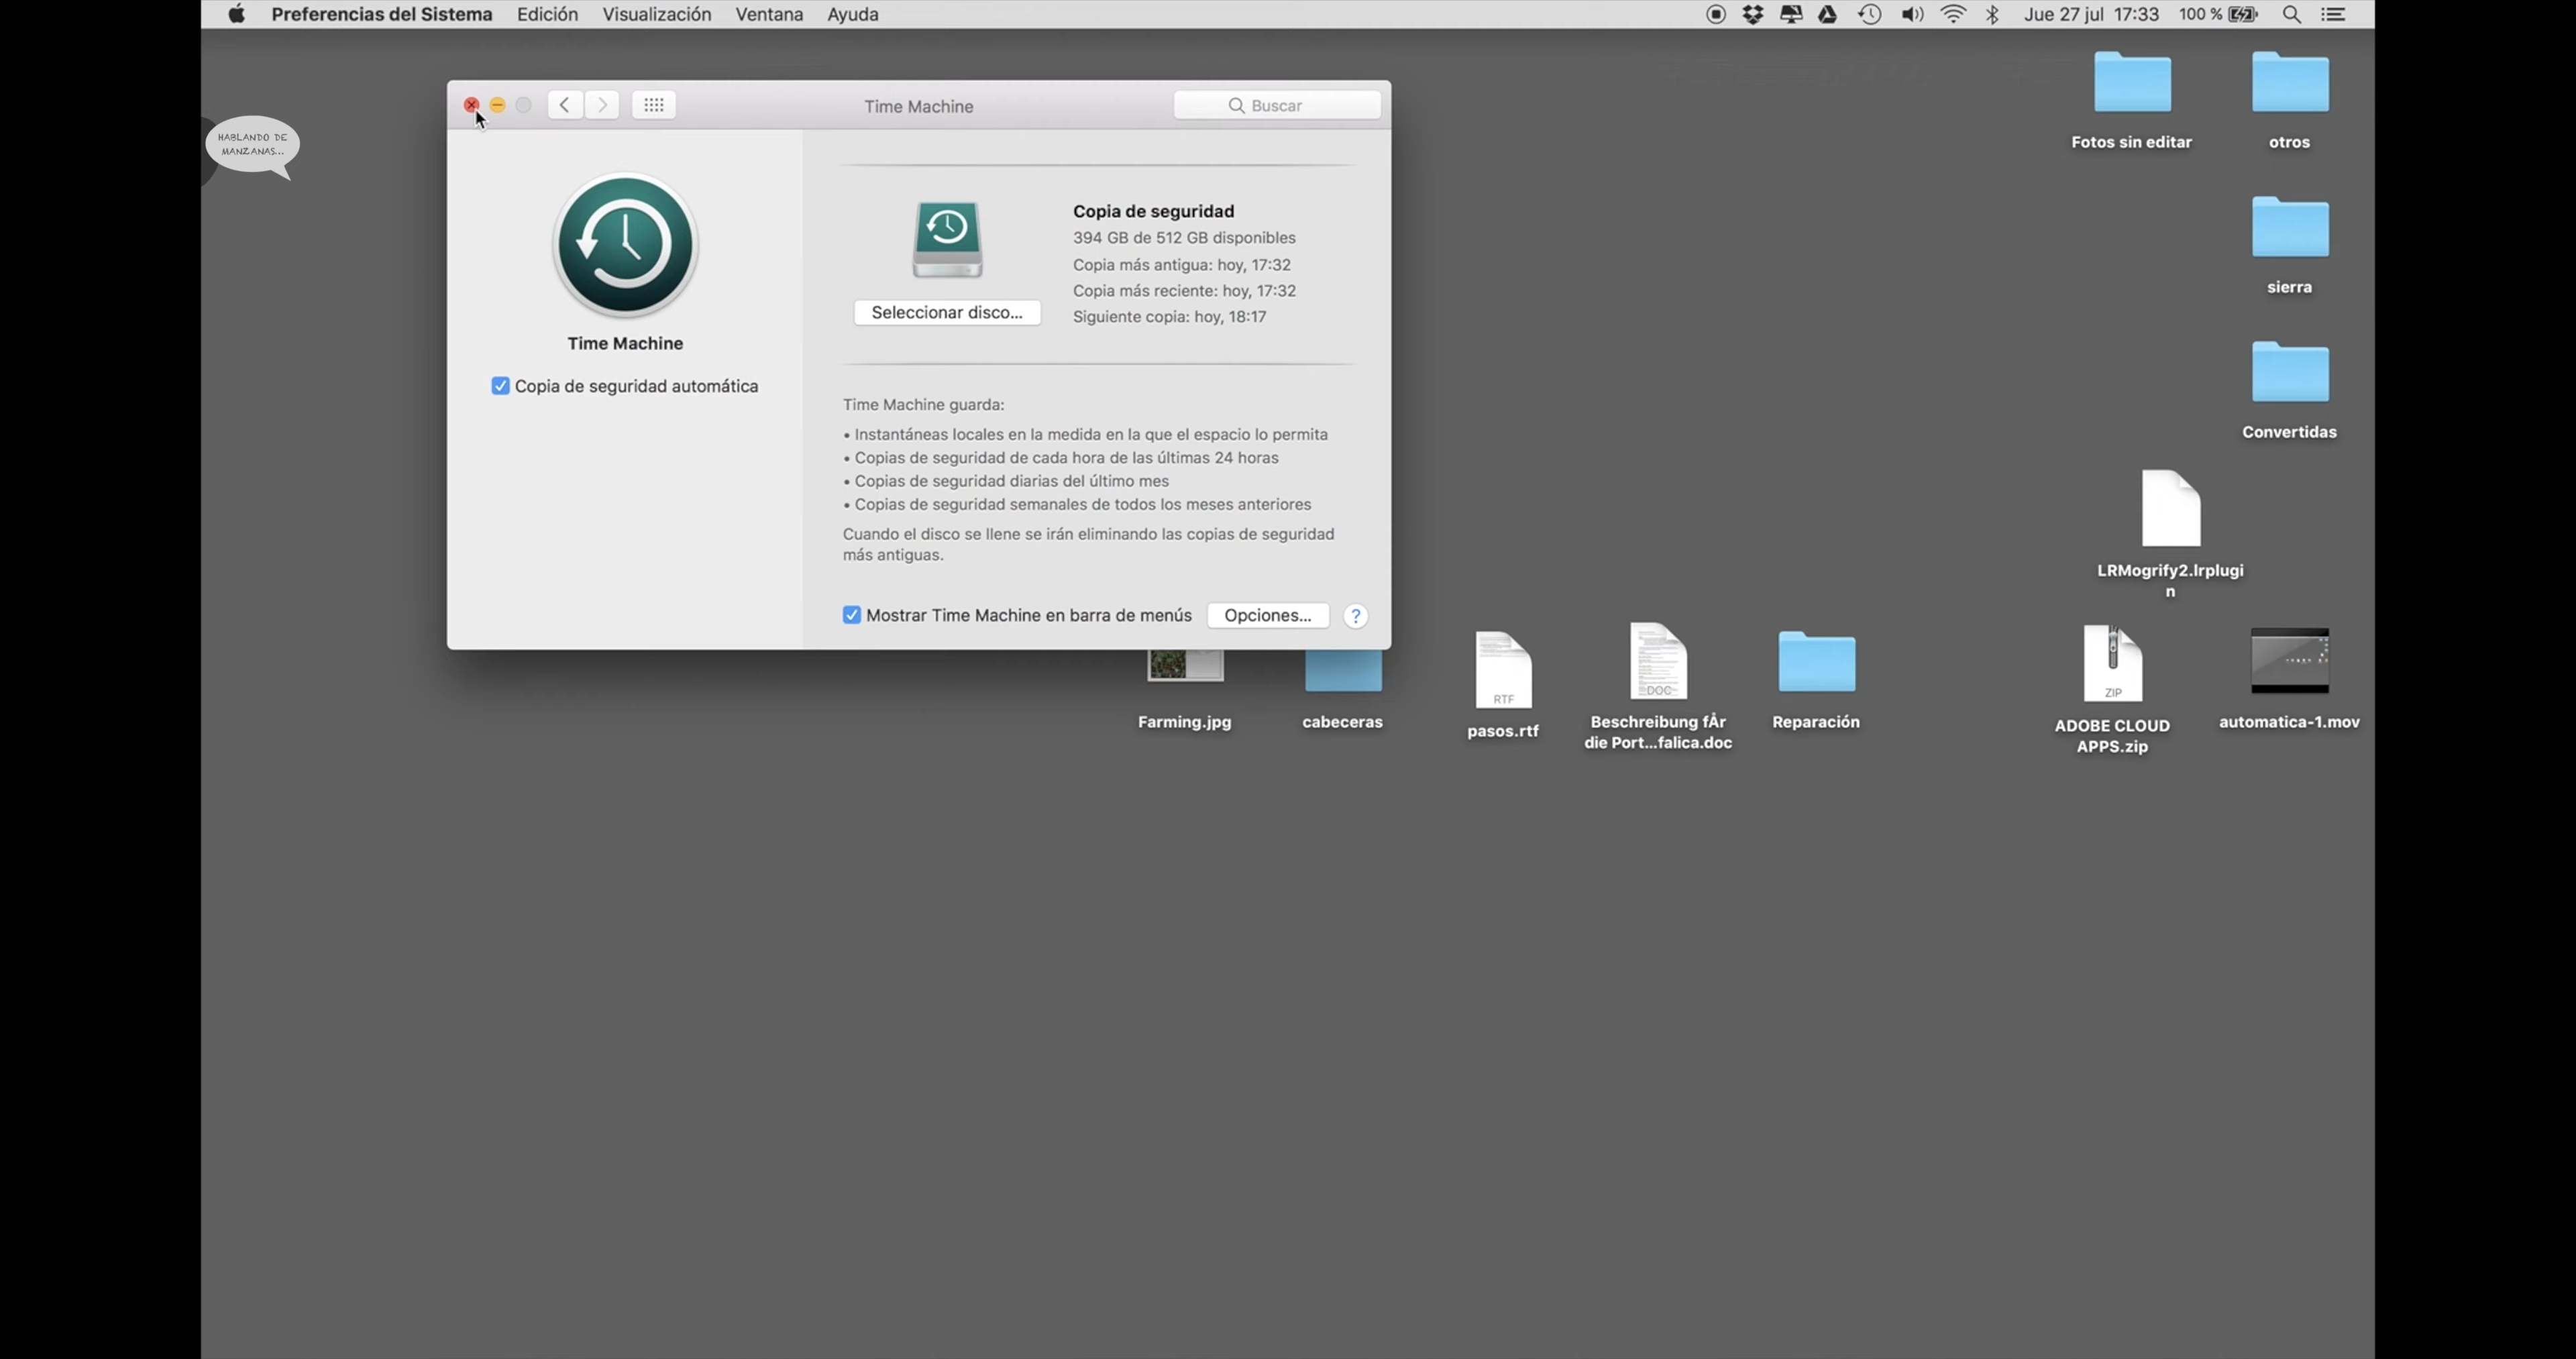 Preferencias del Sistema Edición Visualización Ventana Ayuda
Jue 27 jul 17:33 100 %
HABLANDO DE
MANZANAS...
Time Machine
Buscar
Time Machine
Copia de seguridad automática
Copia de seguridad
394 GB de 512 GB disponibles
Copia más antigua: hoy, 17:32
Copia más reciente: hoy, 17:32
Siguiente copia: hoy, 18:17
Seleccionar disco...
Time Machine guarda:
• Instantáneas locales en la medida en la que el espacio lo permita
• Copias de seguridad de cada hora de las últimas 24 horas
• Copias de seguridad diarias del último mes
• Copias de seguridad semanales de todos los meses anteriores
Cuando el disco se llene se irán eliminando las copias de seguridad
más antiguas.
Mostrar Time Machine en barra de menús
Opciones...
?
Fotos sin editar
otros
sierra
Convertidas
LRMogrify2.lrplugi
n
Farming.jpg
cabeceras
RTF
pasos.rtf
DOC
Beschreibung fÅr
die Port...falica.doc
Reparación
ZIP
ADOBE CLOUD
APPS.zip
automatica-1.mov